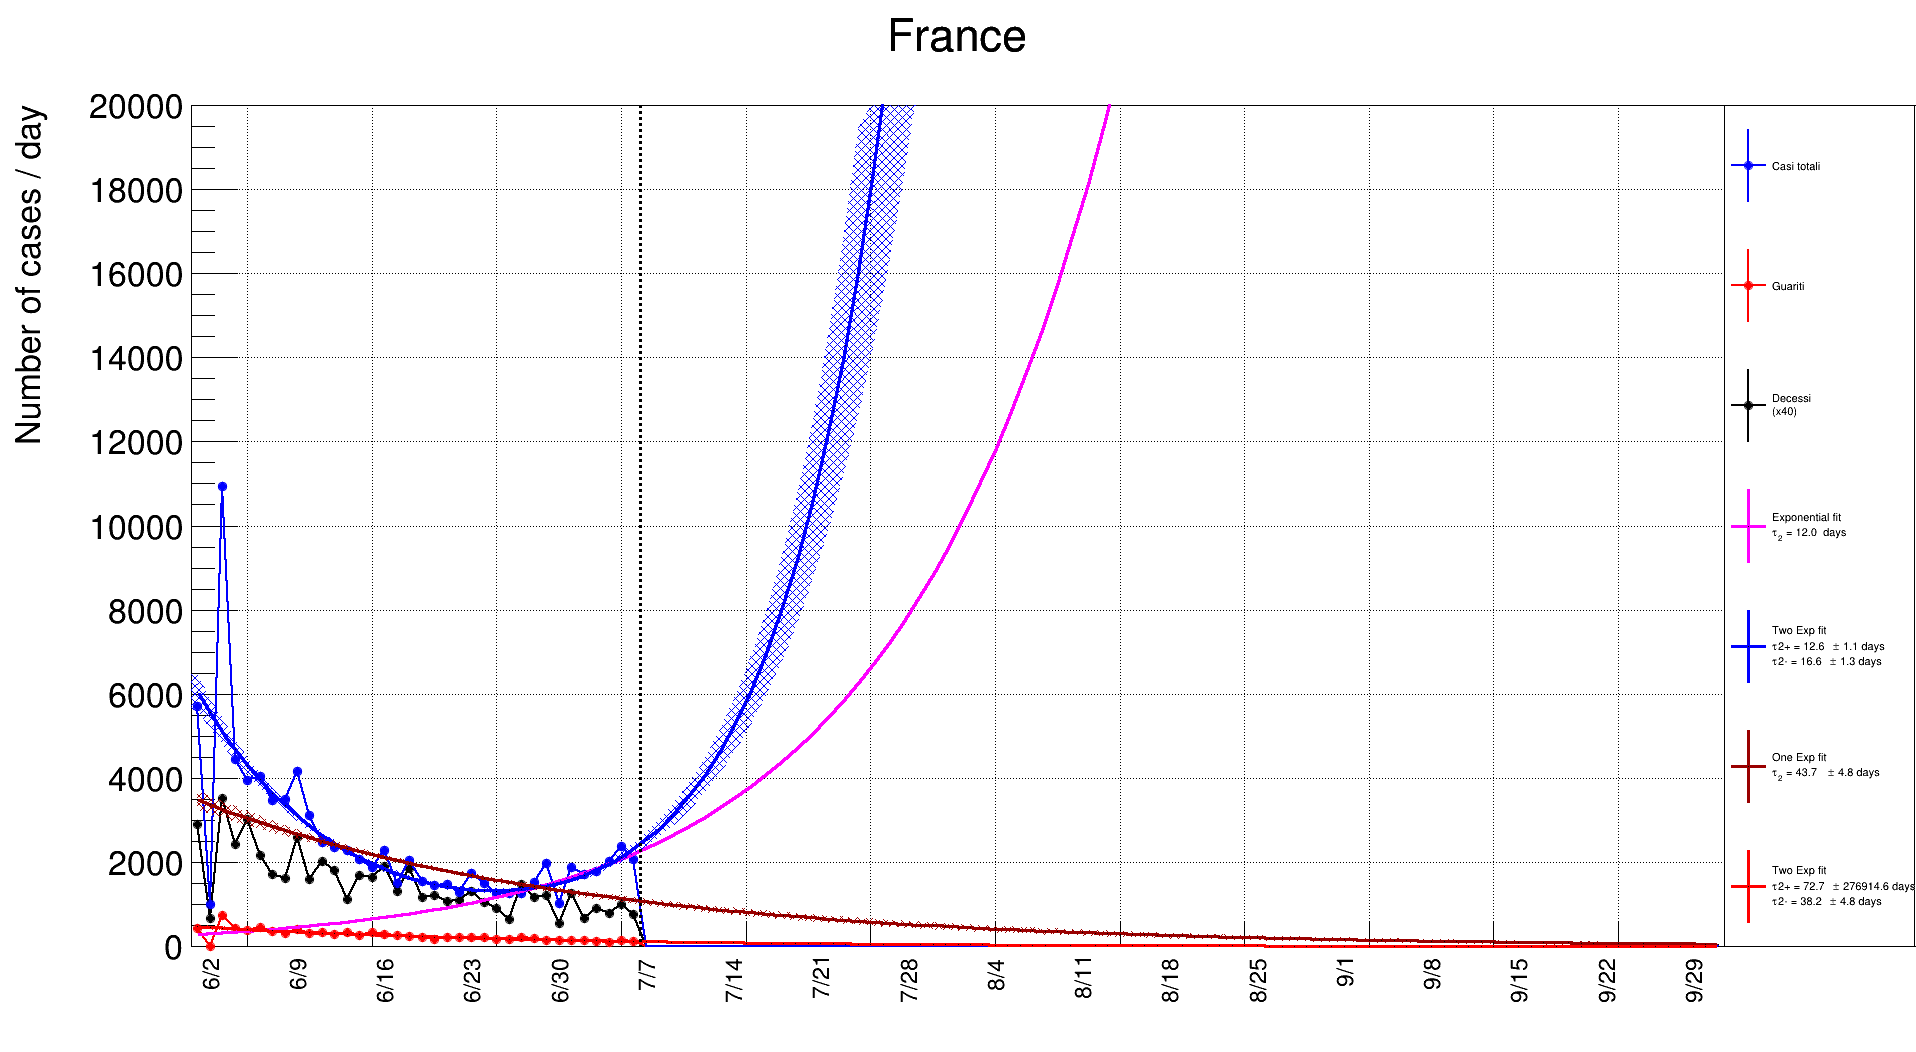 France
Number of cases / day
20000
18000
16000
14000
12000
10000
8000
6000
4000
2000
0
6/2
6/9
6/16
6/23
6/30
7/7
7/14
7/21
7/28
8/4
8/11
8/18
8/25
9/1
9/8
9/15
9/22
9/29
Casi totali
Guariti
Decessi
(x40)
Exponential fit
τ2 = 12.0 days
Two Exp fit
τ2+ = 12.6 ± 1.1 days
τ2- = 16.6 ± 1.3 days
One Exp fit
τ2 = 43.7 ± 4.8 days
Two Exp fit
τ2+ = 72.7 ± 276914.6 days
τ2- = 38.2 ± 4.8 days